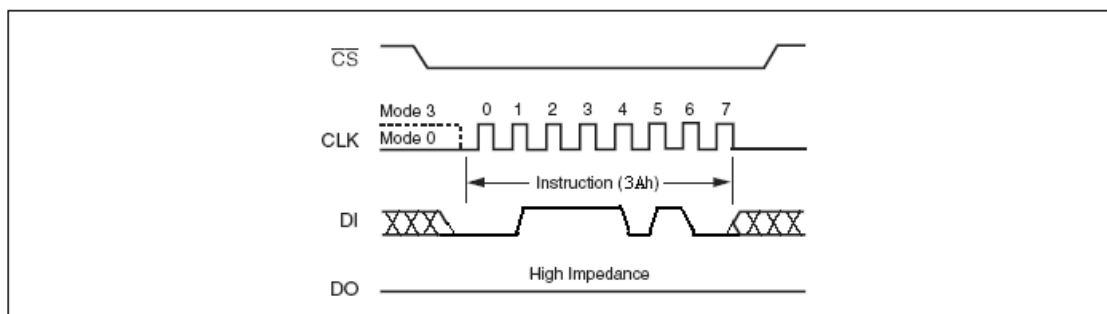 CS
Mode 3
0 1 2 3 4 5 6 7
CLK
Mode 0
Instruction (3Ah)
DI
High Impedance
DO